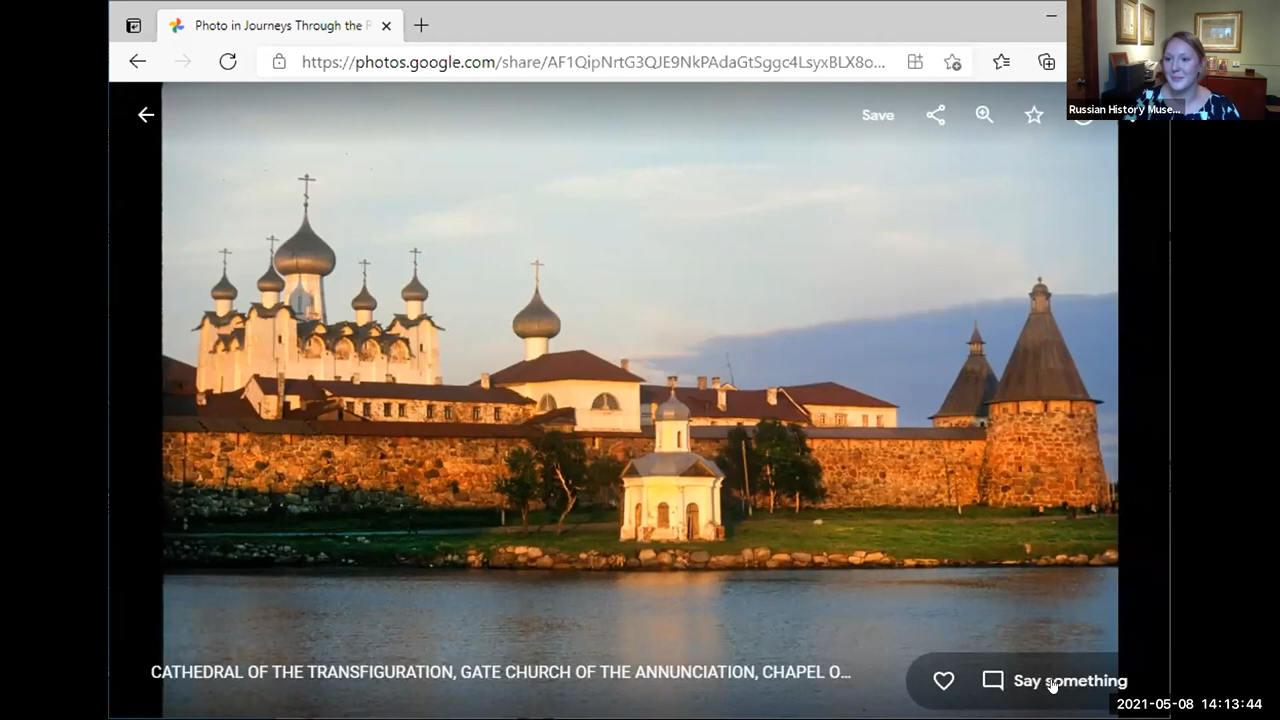 Photo in Journeys Through the R
https://photos.google.com/share/AF1QipNrtG3QJE9NkPAdaGtSggc4LsyxBLX8o...
Save
Russian History Muse...
CATHEDRAL OF THE TRANSFIGURATION, GATE CHURCH OF THE ANNUNCIATION, CHAPEL O...
Say something
2021-05-08 14:13:44